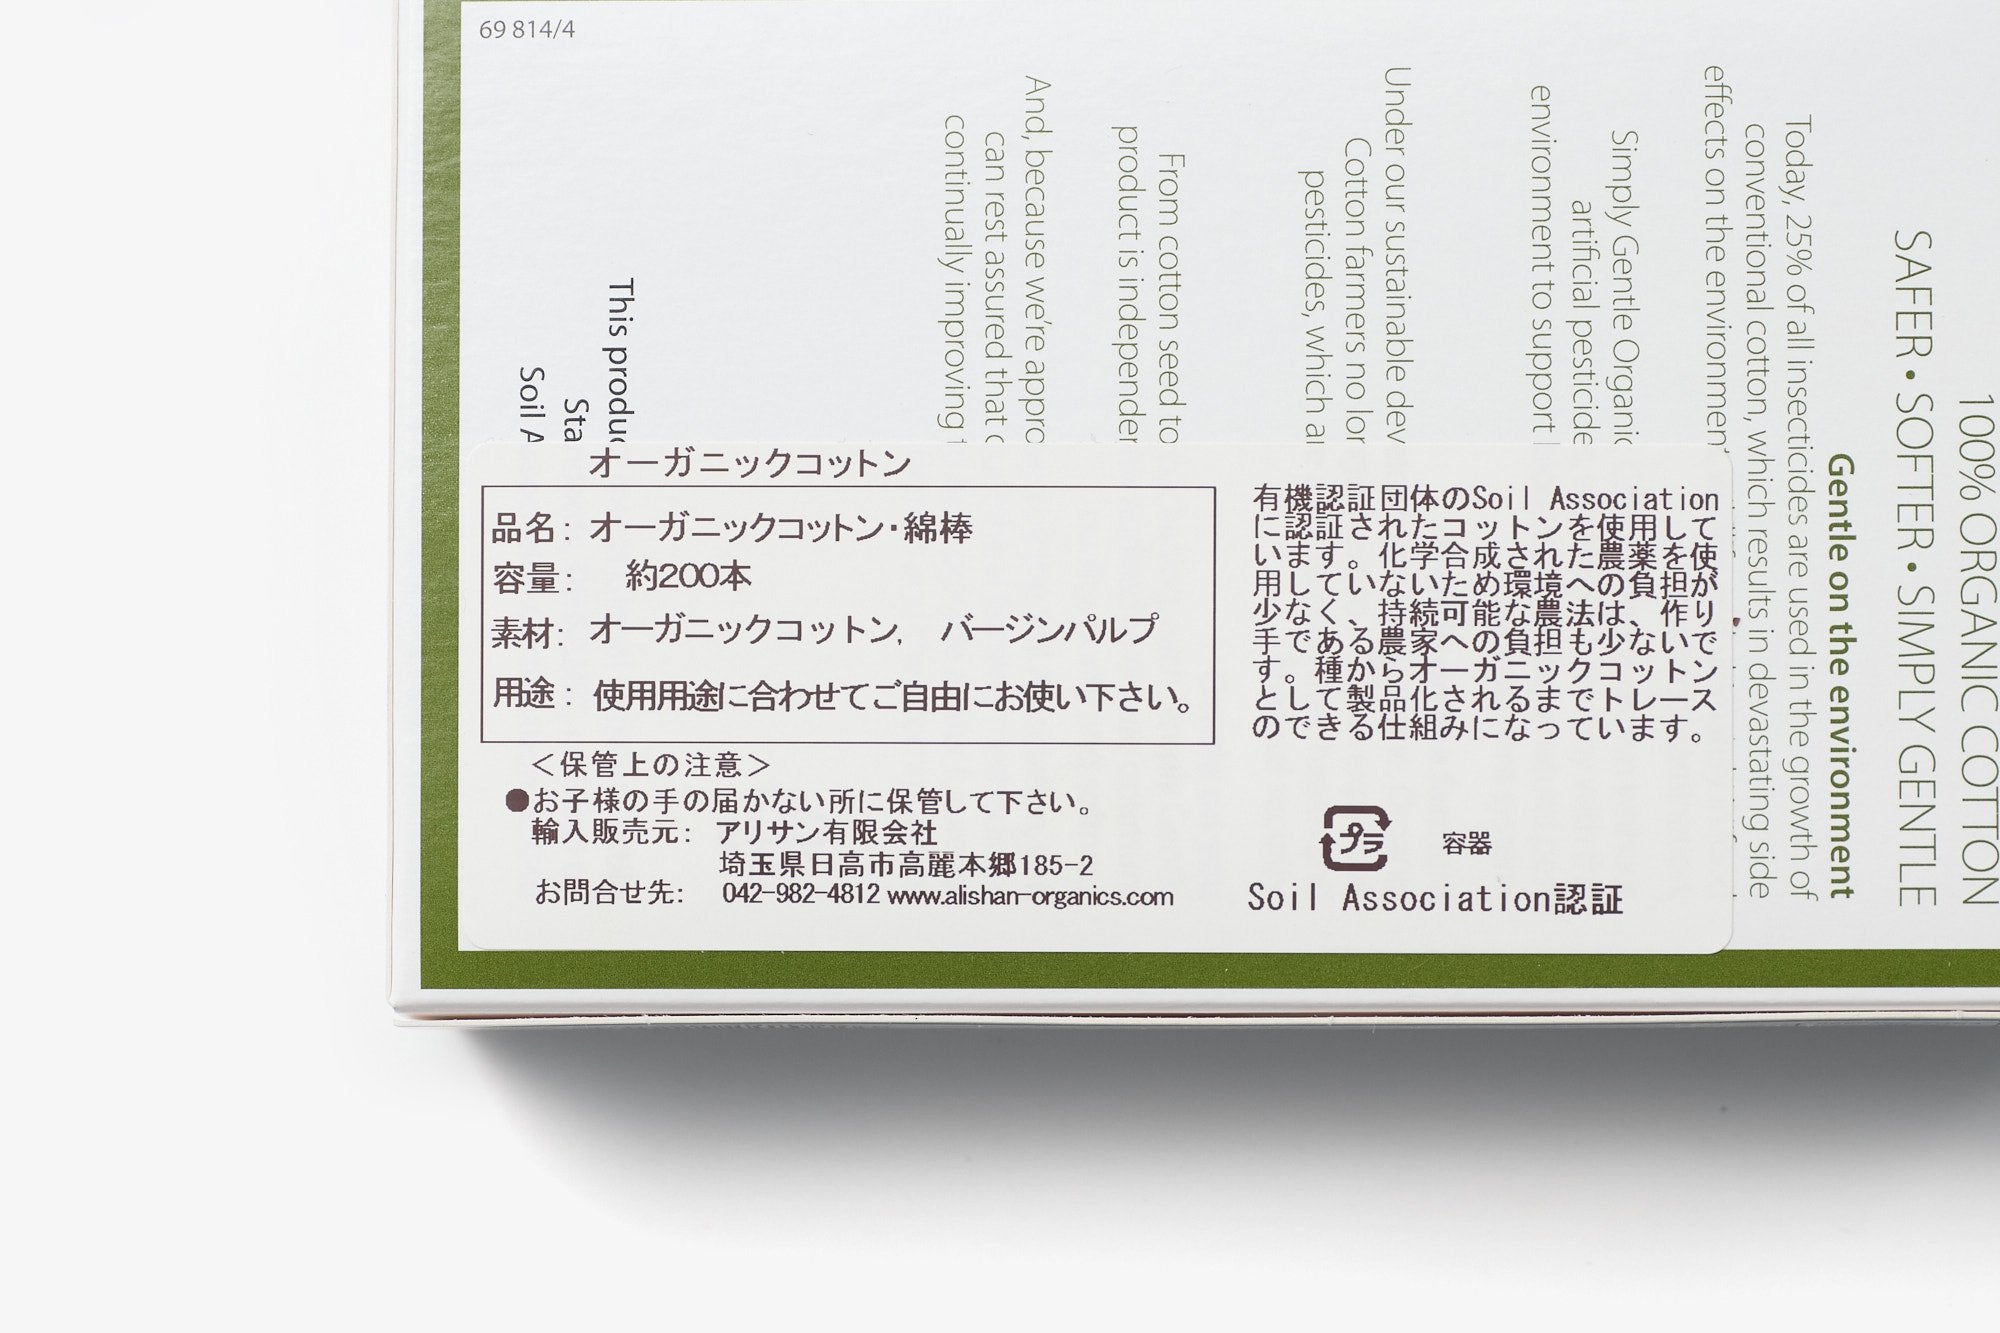 69 814/4
100% ORGANIC COTTON
SAFER • SOFTER • SIMPLY GENTLE
Gentle on the environment
Today, 25% of all insecticides are used in the growth of
conventional cotton, which results in devastating side
effects on the environmen
Simply Gentle Organic
artificial pesticide
environment to support
Under our sustainable dev
Cotton farmers no lon
pesticides, which a
From cotton seed to
product is independen
And, because we're appro
can rest assured that
continually improving
This produc
Sta
Soil A
オーガニックコットン
品名: オーガニックコットン・綿棒
容量: 約200本
素材: オーガニックコットン, バージンパルプ
用途: 使用用途に合わせてご自由にお使い下さい。
<保管上の注意>
●お子様の手の届かない所に保管して下さい。
輸入販売元: アリサン有限会社
埼玉県日高市高麗本郷185-2
お問合せ先: 042-982-4812 www.alishan-organics.com
有機認証団体のSoil Association
に認証されたコットンを使用して
います。化学合成された農薬を使
用していないため環境への負担が
少なく、持続可能な農法は、作り
手である農家への負担も少ないで
す。種からオーガニックコットン
として製品化されるまでトレース
のできる仕組みになっています。
プラ 容器
Soil Association認証